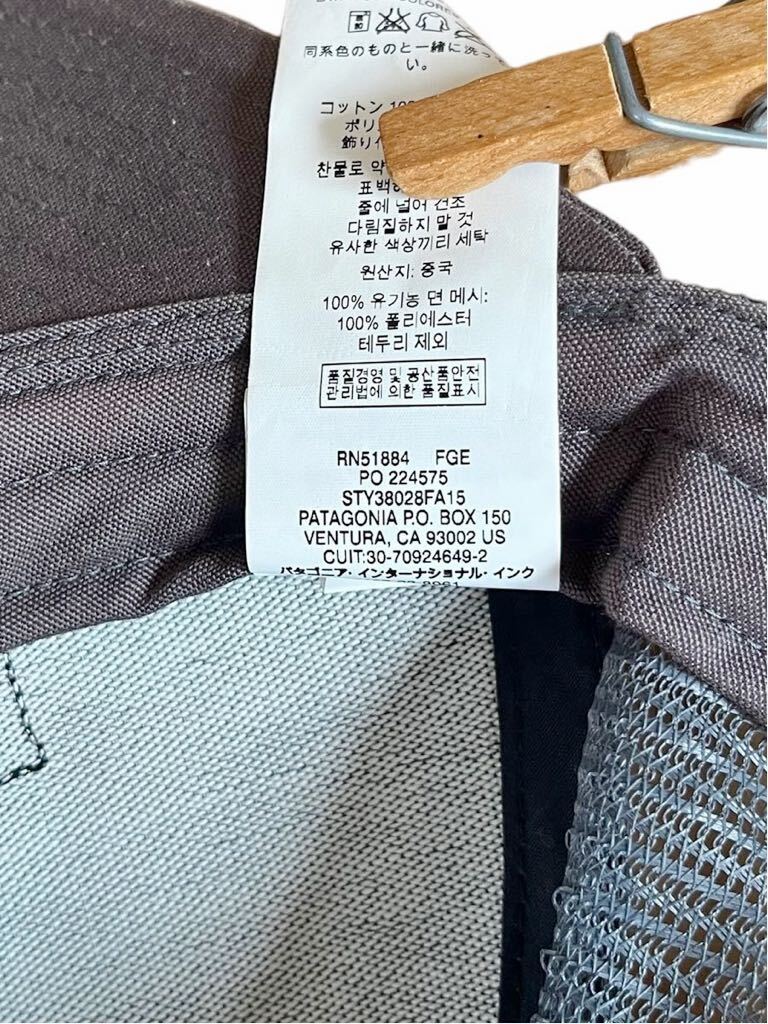 同系色のものと一緒に洗っ
い。
コットン
ポリ
飾り
찬물로
표백
줄에 널어 건조
다림질하지 말 것
유사한 색상끼리 세탁
원산지: 중국
100% 유기농 면 메시:
100% 폴리에스터
테두리 제외
품질경영 및 공산품안전
관리법에 의한 품질표시
RN51884 FGE
PO 224575
STY38028FA15
PATAGONIA P.O. BOX 150
VENTURA, CA 93002 US
CUIT:30-70924649-2
パタゴニア・インターナショナル・インク